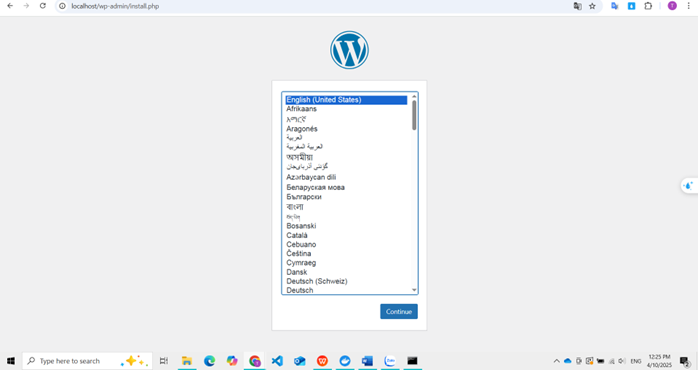 localhost/wp-admin/install.php
T
W
English (United States)
Afrikaans
አማርኛ
Aragonés
العربية
العربية المغربية
অসমীয়া
گؤنئی آذربایجان
Azərbaycan dili
Беларуская мова
Български
বাংলা
བོད་ཡིག
Bosanski
Català
Cebuano
Čeština
Cymraeg
Dansk
Deutsch (Schweiz)
Deutsch
Continue
Type here to search
ENG
12:25 PM
4/10/2025
2